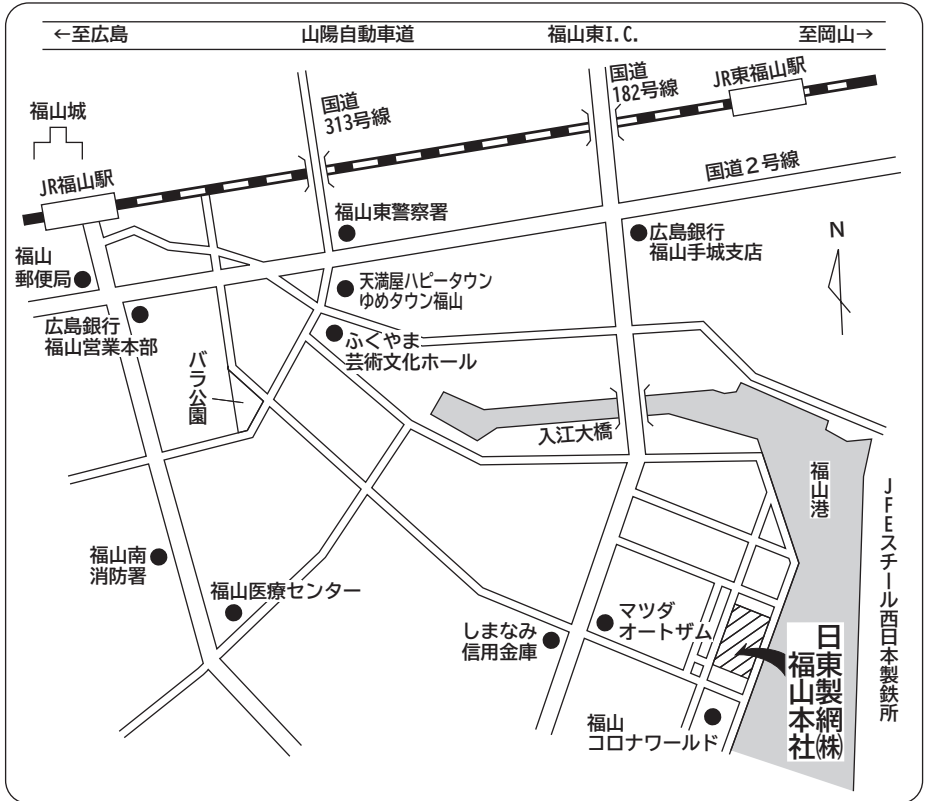 ←至広島
山陽自動車道
福山東I.C.
至岡山→
国道
313号線
国道
182号線
JR東福山駅
福山城
JR福山駅
国道2号線
福山東警察署
広島銀行
福山手城支店
N
福山
郵便局
天満屋ハピータウン
ゆめタウン福山
広島銀行
福山営業本部
ふくやま
芸術文化ホール
バラ公園
入江大橋
福山港
JFEスチール西日本製鉄所
福山南
消防署
福山医療センター
しまなみ
信用金庫
マツダ
オートザム
日東製網㈱
福山本社
福山
コロナワールド